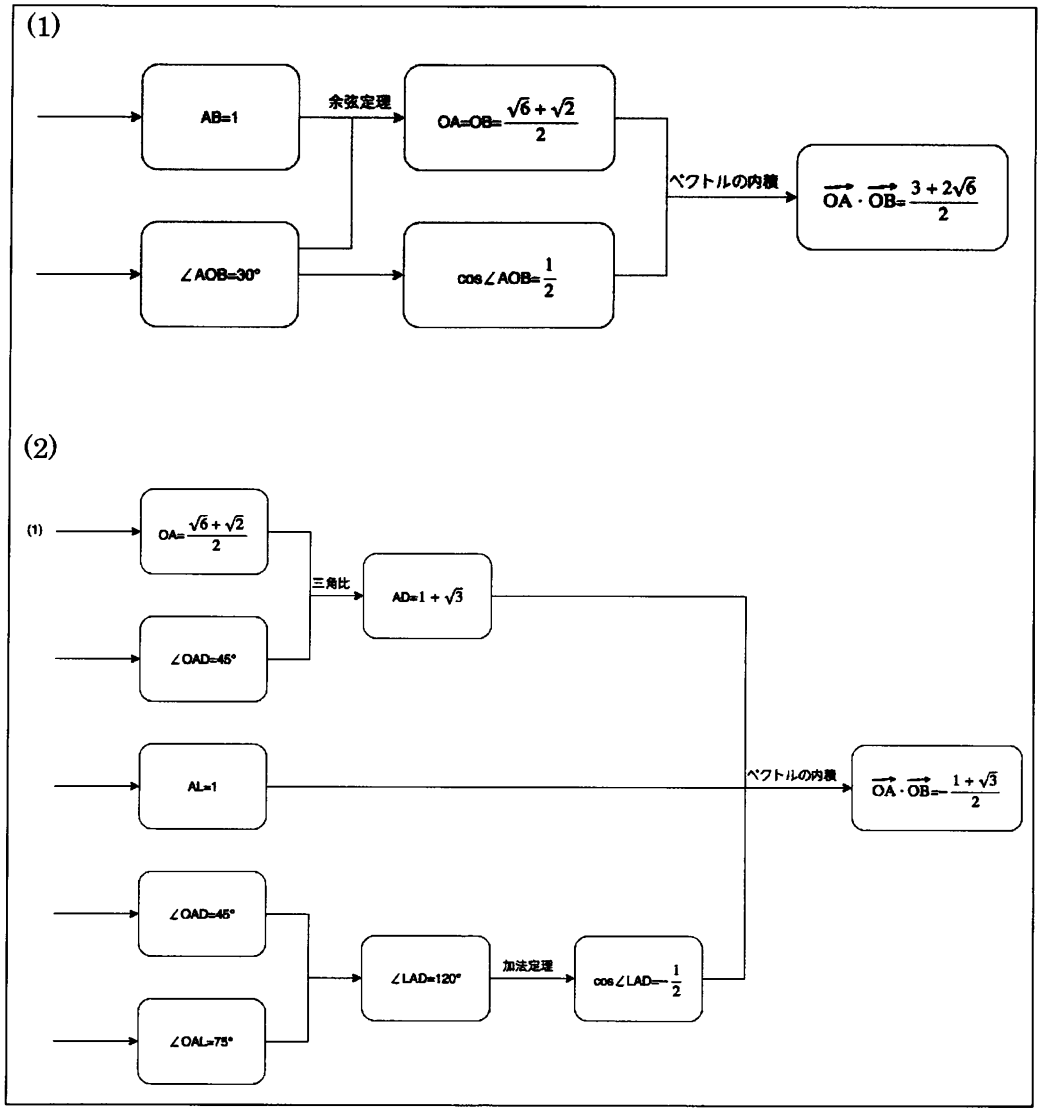 (1)
AB=1
余弦定理
OA=OB=\frac{\sqrt{6}+\sqrt{2}}{2}
ベクトルの内積
\overrightarrow{OA}・\overrightarrow{OB}=\frac{3+2\sqrt{6}}{2}
∠AOB=30°
cos∠AOB=\frac{1}{2}
(2)
(1)
OA=\frac{\sqrt{6}+\sqrt{2}}{2}
三角比
AD=1+\sqrt{3}
∠OAD=45°
AL=1
ベクトルの内積
\overrightarrow{OA}・\overrightarrow{OB}=-\frac{1+\sqrt{3}}{2}
∠OAD=45°
∠LAD=120°
加法定理
cos∠LAD=-\frac{1}{2}
∠OAL=75°